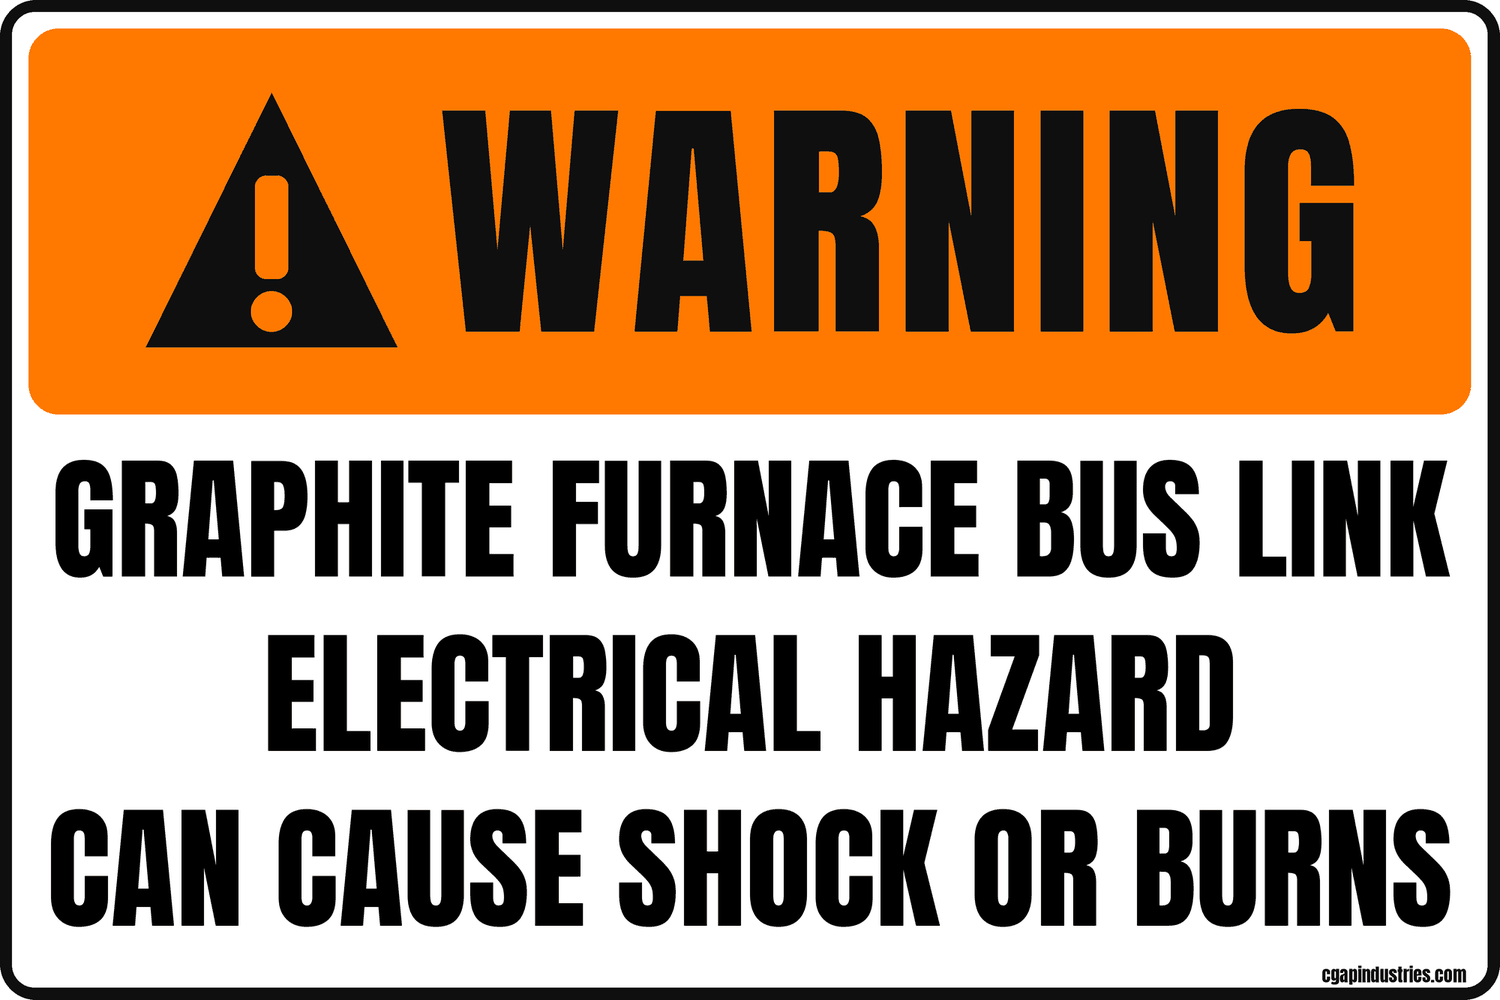 WARNING
GRAPHITE FURNACE BUS LINK
ELECTRICAL HAZARD
CAN CAUSE SHOCK OR BURNS
cgapindustries.com